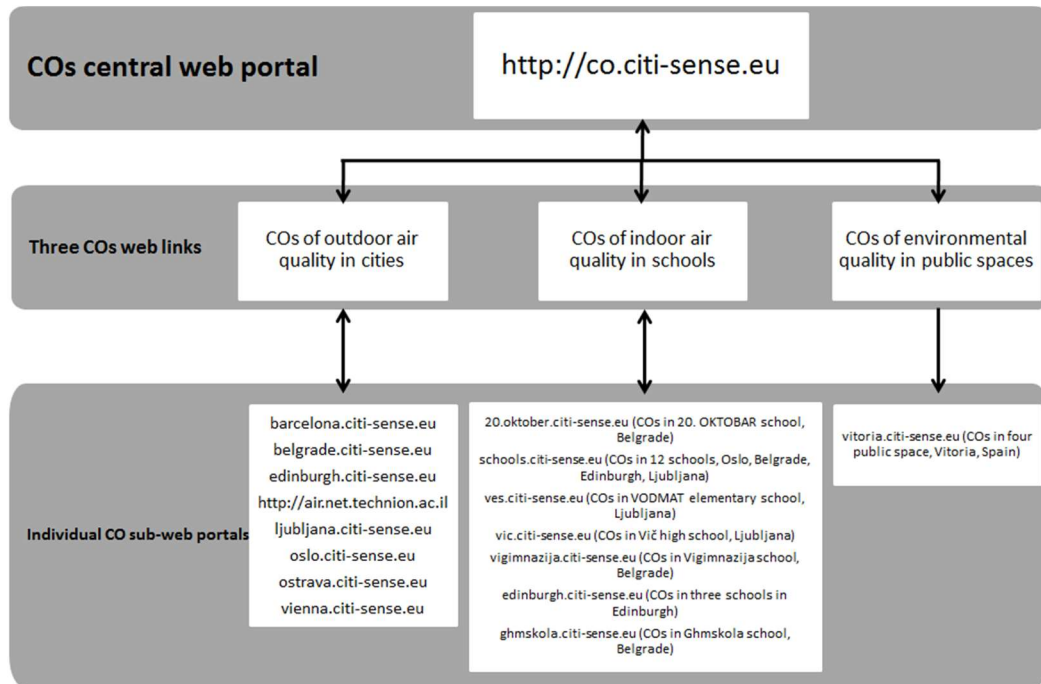 COs central web portal
http://co.citi-sense.eu
Three COs web links
COs of outdoor air
quality in cities
COs of indoor air
quality in schools
COs of environmental
quality in public spaces
Individual CO sub-web portals
barcelona.citi-sense.eu
belgrade.citi-sense.eu
edinburgh.citi-sense.eu
http://air.net.technion.ac.il
ljubljana.citi-sense.eu
oslo.citi-sense.eu
ostrava.citi-sense.eu
vienna.citi-sense.eu
20.oktober.citi-sense.eu (COs in 20. OKTOBAR school,
Belgrade)
schools.citi-sense.eu (COs in 12 schools, Oslo, Belgrade,
Edinburgh, Ljubljana)
ves.citi-sense.eu (COs in VODMAT elementary school,
Ljubljana)
vic.citi-sense.eu (COs in Vič high school, Ljubljana)
vigimnazija.citi-sense.eu (COs in Vigimnazija school,
Belgrade)
edinburgh.citi-sense.eu (COs in three schools in
Edinburgh)
ghmskola.citi-sense.eu (COs in Ghmskola school,
Belgrade)
vitoria.citi-sense.eu (COs in four
public space, Vitoria, Spain)